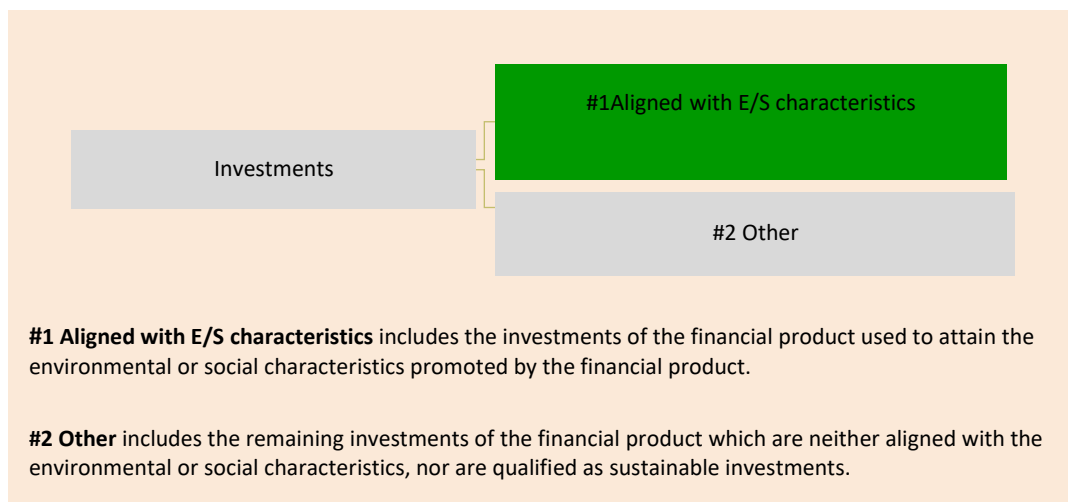 #1Aligned with E/S characteristics
Investments
#2 Other
#1 Aligned with E/S characteristics includes the investments of the financial product used to attain the
environmental or social characteristics promoted by the financial product.
#2 Other includes the remaining investments of the financial product which are neither aligned with the
environmental or social characteristics, nor are qualified as sustainable investments.